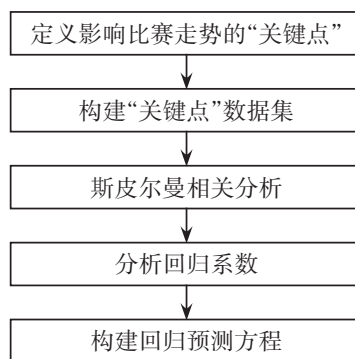 定义影响比赛走势的“关键点”
构建“关键点”数据集
斯皮尔曼相关分析
分析回归系数
构建回归预测方程